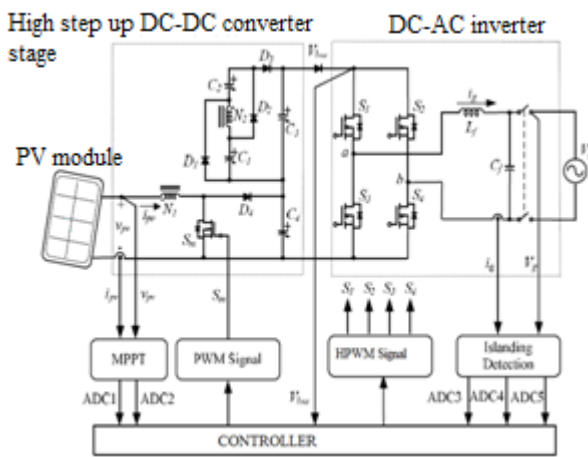 High step up DC-DC converter
stage
DC-AC inverter
PV module
D3
Vbus
C2
N2
D2
C3
D1
C1
S1
S2
ig
Lf
a
b
Cf
ipv
N1
D4
vpv
Sm
C4
S3
S4
ipv
vpv
Sm
S1 S2 S3 S4
ig
Vg
MPPT
PWM Signal
HPWM Signal
Islanding
Detection
ADC1
ADC2
Vbus
ADC3
ADC4
ADC5
CONTROLLER